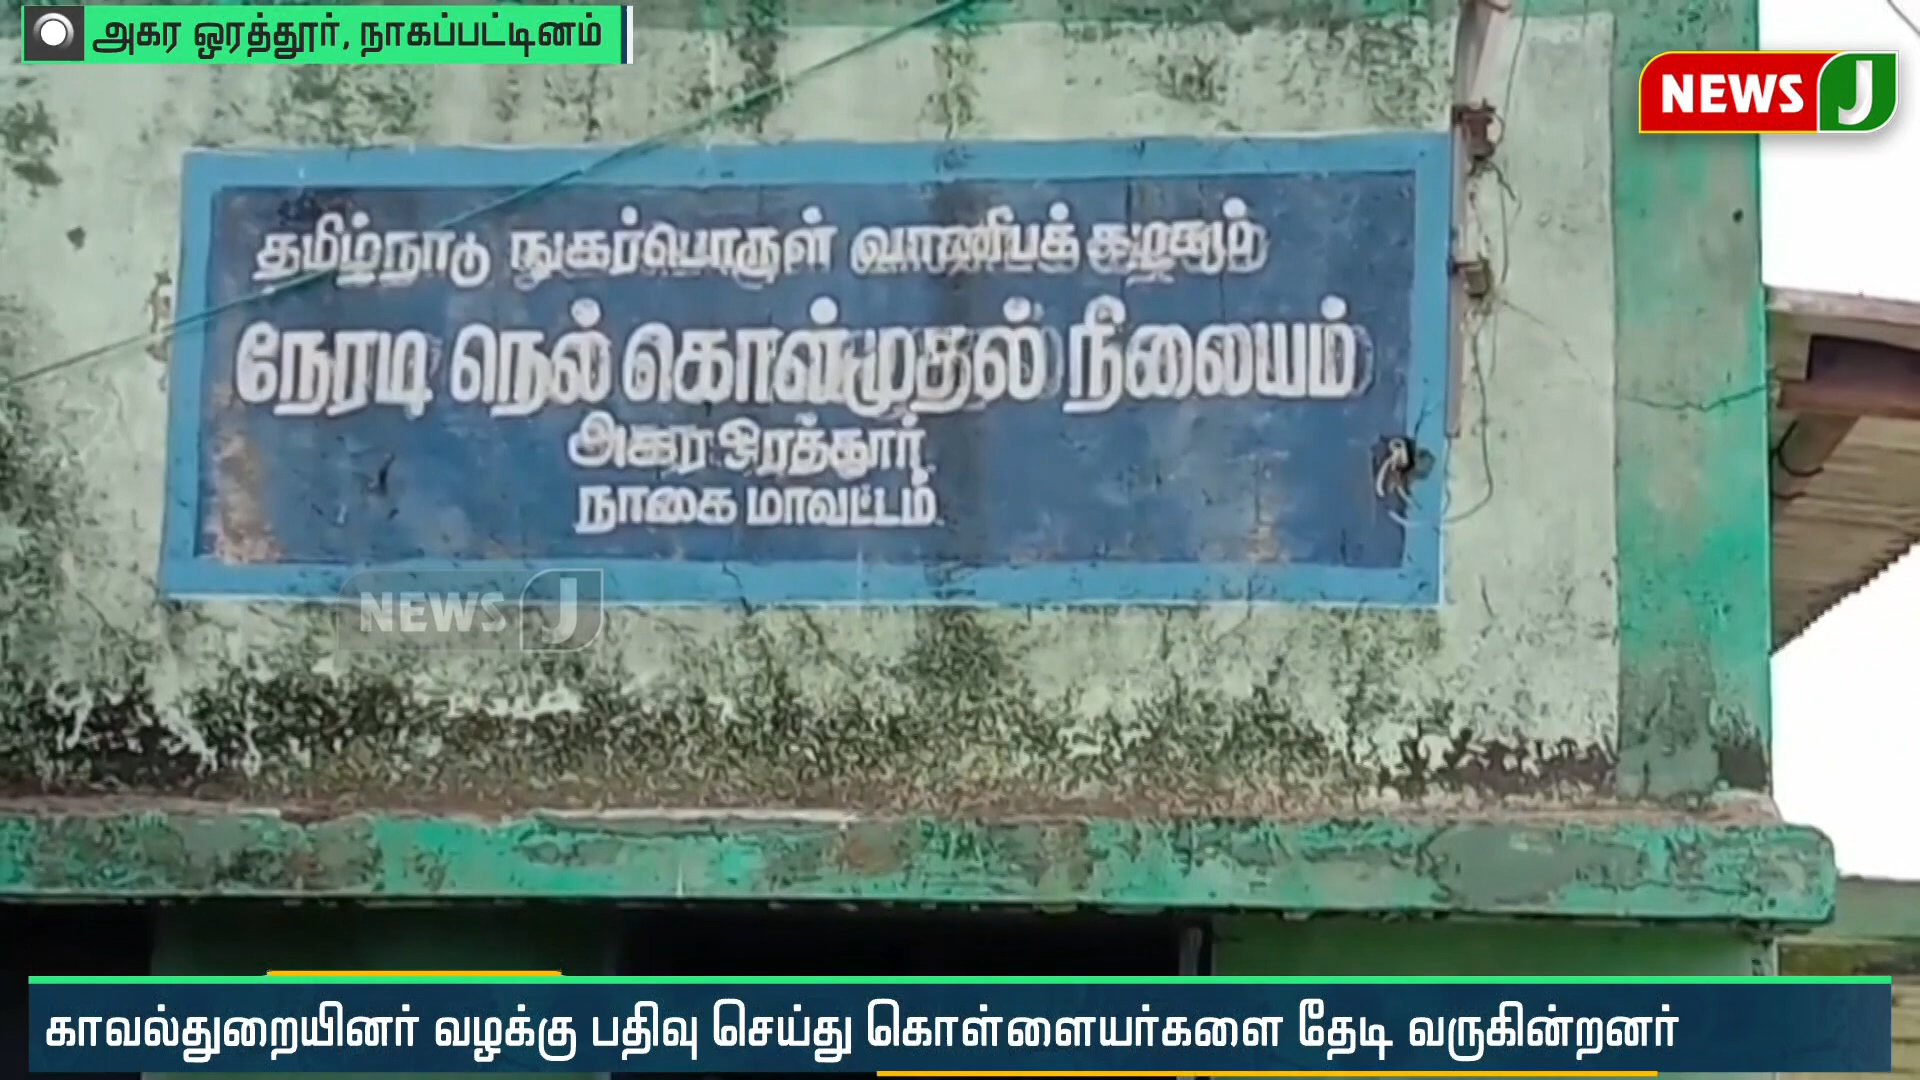 அகர ஒரத்தூர், நாகப்பட்டினம்
NEWS J
தமிழ்நாடு நுகர்பொருள் வாணிபக் கழகம்
நேரடி நெல் கொள்முதல் நிலையம்
அகர ஒரத்தூர்,
நாகை மாவட்டம்.
NEWS J
காவல்துறையினர் வழக்கு பதிவு செய்து கொள்ளையர்களை தேடி வருகின்றனர்